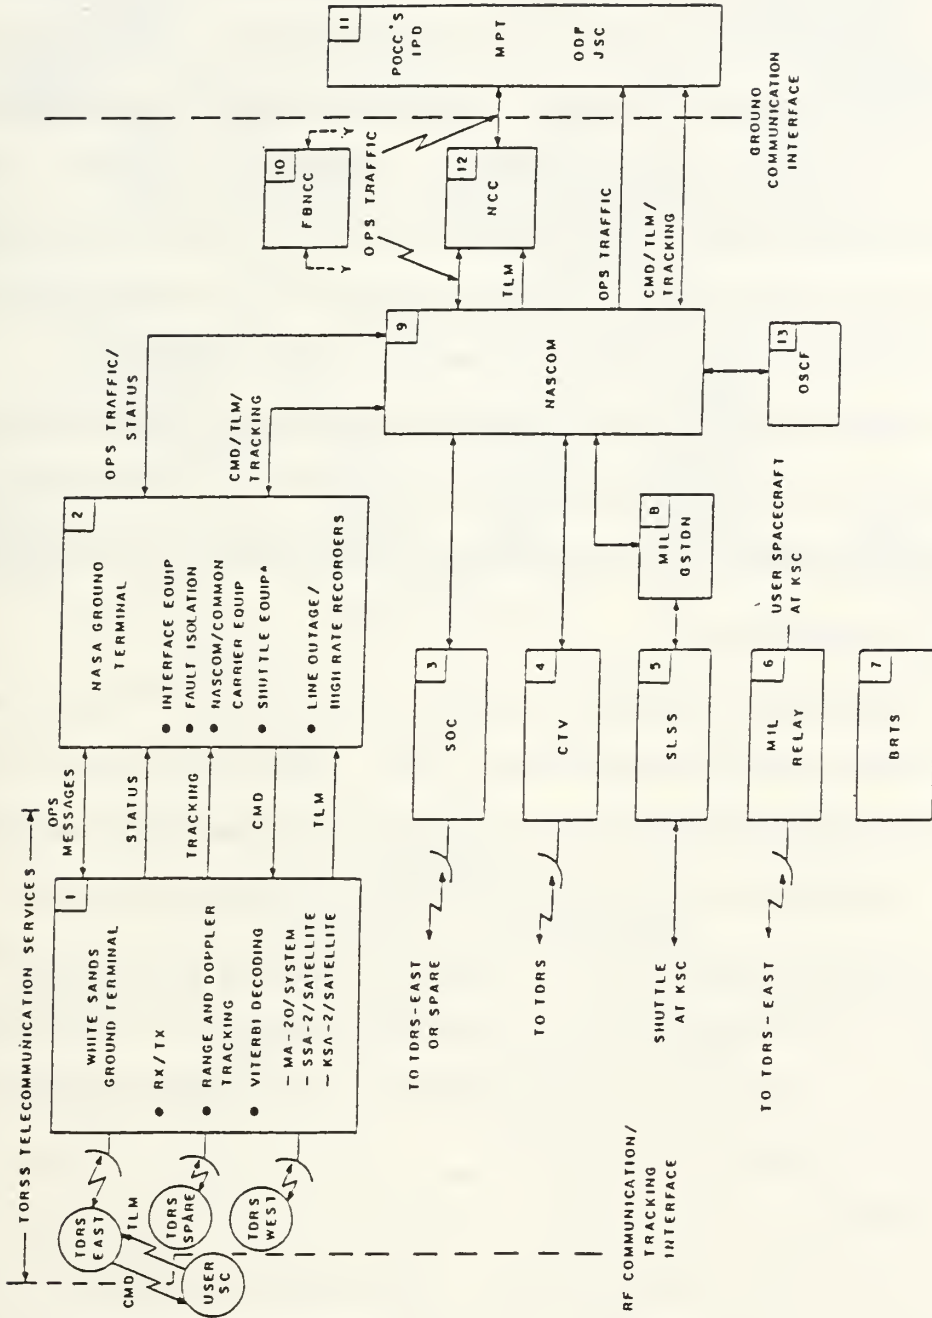 TDRSS TELECOMMUNICATION SERVICES
TDRS
EAST
TLM
CMD
USER
SC
TDRS
SPARE
TDRS
WEST
1
WHITE SANDS
GROUND TERMINAL
● RX/TX
● RANGE AND DOPPLER
TRACKING
● VITERBI DECODING
– MA-20/SYSTEM
– SSA-2/SATELLITE
– KSA-2/SATELLITE
OPS
MESSAGES
STATUS
TRACKING
CMD
TLM
2
NASA GROUND
TERMINAL
● INTERFACE EQUIP
● FAULT ISOLATION
● NASCOM/COMMON
CARRIER EQUIP
● SHUTTLE EQUIP*
● LINE OUTAGE/
HIGH RATE RECORDERS
OPS TRAFFIC/
STATUS
CMD/TLM/
TRACKING
10
FBNCC
Y
Y
OPS TRAFFIC
11
POCC'S
IPD
MPT
ODP
JSC
12
NCC
9
NASCOM
TLM
OPS TRAFFIC
CMD/TLM/
TRACKING
GROUND
COMMUNICATION
INTERFACE
TO TDRS-EAST
OR SPARE
3
SOC
TO TDRS
4
CTV
SHUTTLE
AT KSC
5
SLSS
8
MIL
GSTDN
13
OSCF
TO TDRS-EAST
6
MIL
RELAY
USER SPACECRAFT
AT KSC
7
BRTS
RF COMMUNICATION/
TRACKING
INTERFACE